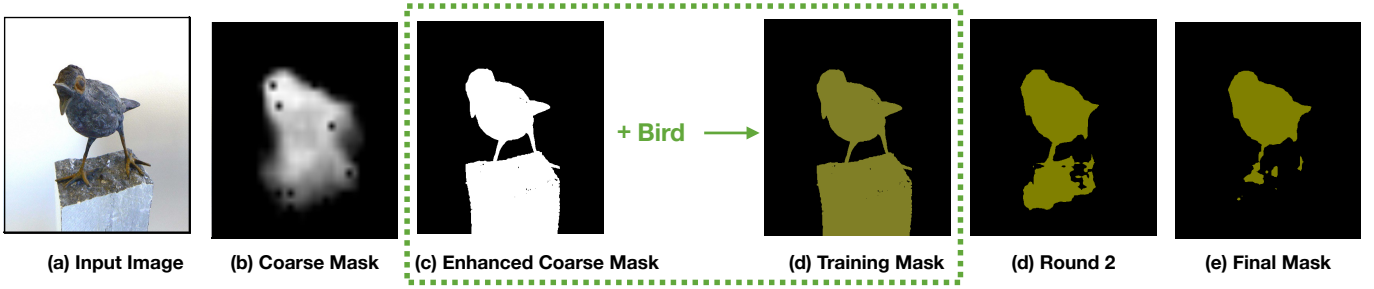 + Bird
(a) Input Image
(b) Coarse Mask
(c) Enhanced Coarse Mask
(d) Training Mask
(d) Round 2
(e) Final Mask